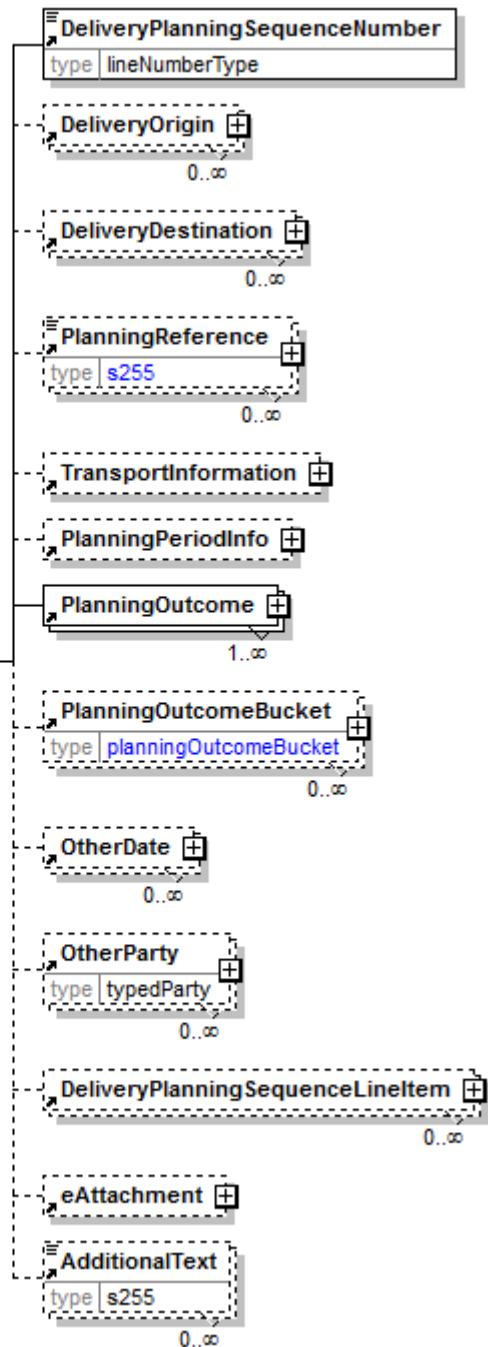 DeliveryPlanningSequenceNumber
type lineNumberType
DeliveryOrigin
0..∞
DeliveryDestination
0..∞
PlanningReference
type s255
0..∞
TransportInformation
PlanningPeriodInfo
PlanningOutcome
1..∞
PlanningOutcomeBucket
type planningOutcomeBucket
0..∞
OtherDate
0..∞
OtherParty
type typedParty
0..∞
DeliveryPlanningSequenceLineItem
0..∞
eAttachment
AdditionalText
type s255
0..∞